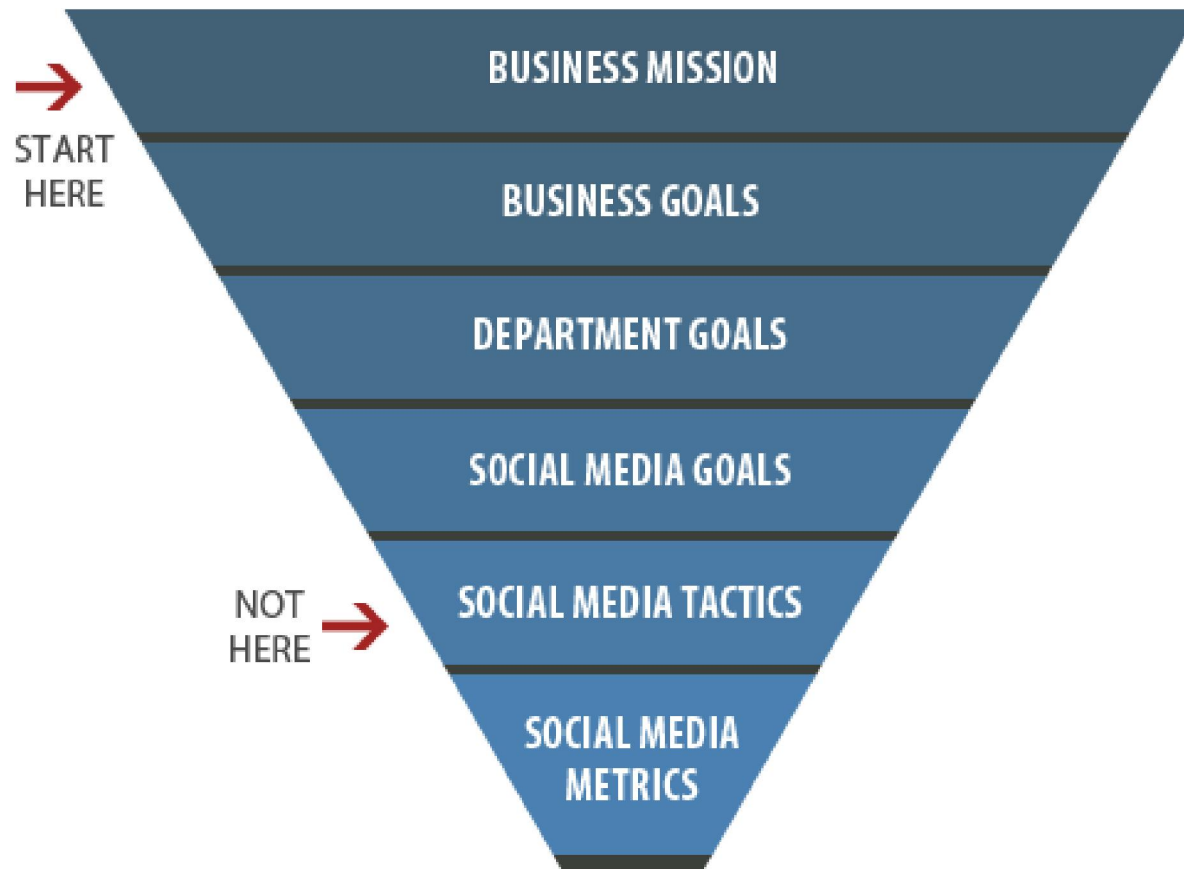 BUSINESS MISSION
START
HERE
BUSINESS GOALS
DEPARTMENT GOALS
SOCIAL MEDIA GOALS
NOT
HERE
SOCIAL MEDIA TACTICS
SOCIAL MEDIA
METRICS